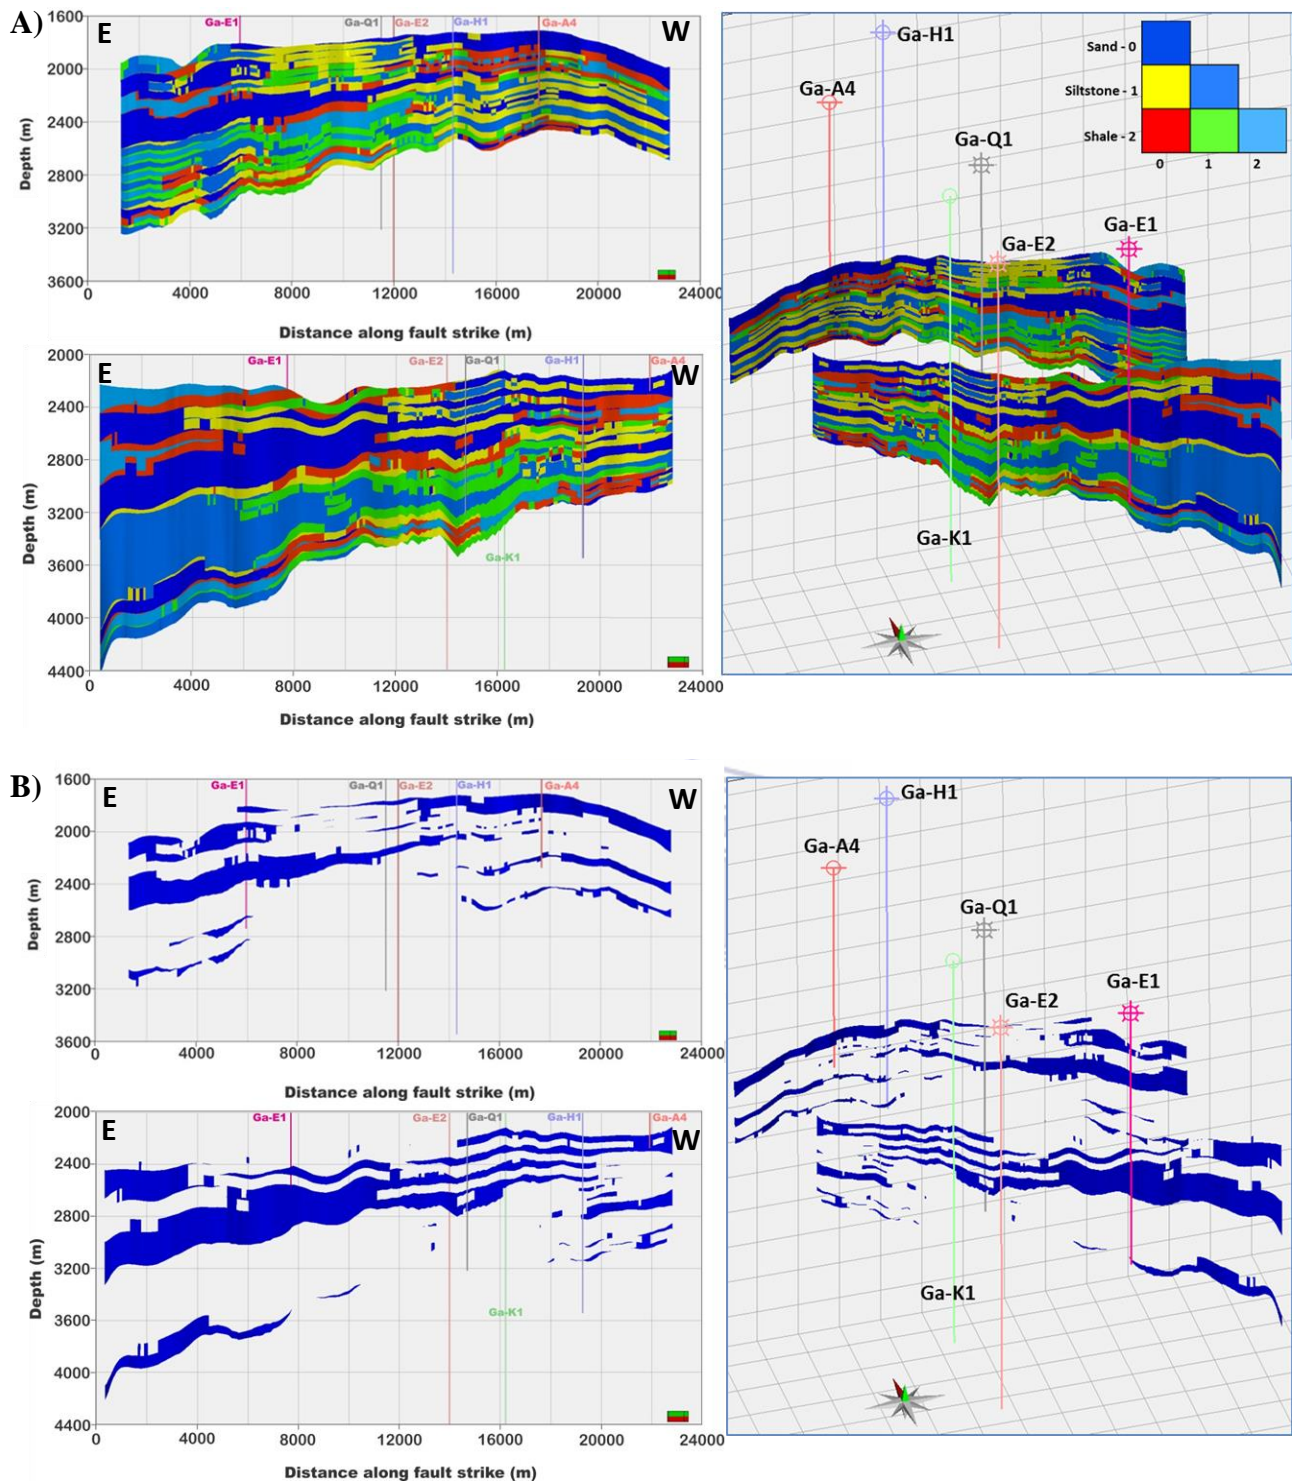 A)
E
W
Ga-E1
Ga-Q1
Ga-E2
Ga-H1
Ga-A4
1600
2000
2400
2800
3200
3600
Depth (m)
0 4000 8000 12000 16000 20000 24000
Distance along fault strike (m)
2000
2400
2800
3200
3600
4000
4400
Depth (m)
E
W
Ga-E1
Ga-E2
Ga-Q1
Ga-H1
Ga-A4
Ga-K1
0 4000 8000 12000 16000 20000 24000
Distance along fault strike (m)
Ga-H1
Ga-A4
Ga-Q1
Ga-E2
Ga-E1
Ga-K1
Sand - 0
Siltstone - 1
Shale - 2
0 1 2
B)
E
W
Ga-E1
Ga-Q1
Ga-E2
Ga-H1
Ga-A4
1600
2000
2400
2800
3200
3600
Depth (m)
0 4000 8000 12000 16000 20000 24000
Distance along fault strike (m)
2000
2400
2800
3200
3600
4000
4400
Depth (m)
E
W
Ga-E1
Ga-E2
Ga-Q1
Ga-H1
Ga-A4
Ga-K1
0 4000 8000 12000 16000 20000 24000
Distance along fault strike (m)
Ga-H1
Ga-A4
Ga-Q1
Ga-E2
Ga-E1
Ga-K1